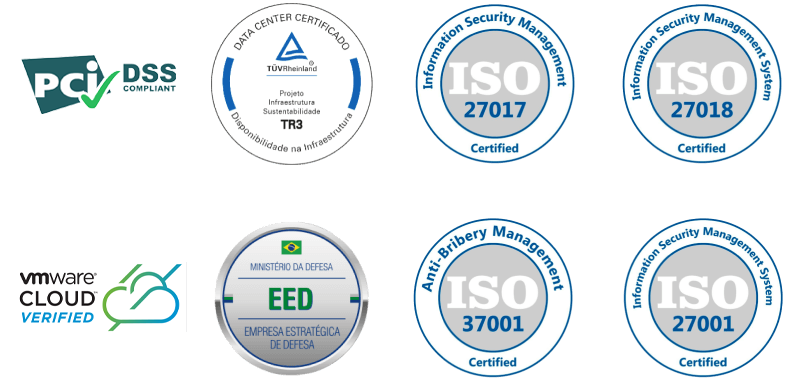 PCi DSS
COMPLIANT
DATA CENTER CERTIFICADO
TÜVRheinland®
Projeto
Infraestrutura
Sustentabilidade
TR3
Disponibilidade na Infraestrutura
Information Security Management
ISO
27017
Certified
Information Security Management System
ISO
27018
Certified
vmware®
CLOUD
VERIFIED
MINISTÉRIO DA DEFESA
EED
EMPRESA ESTRATÉGICA
DE DEFESA
Anti-Bribery Management
ISO
37001
Certified
Information Security Management System
ISO
27001
Certified